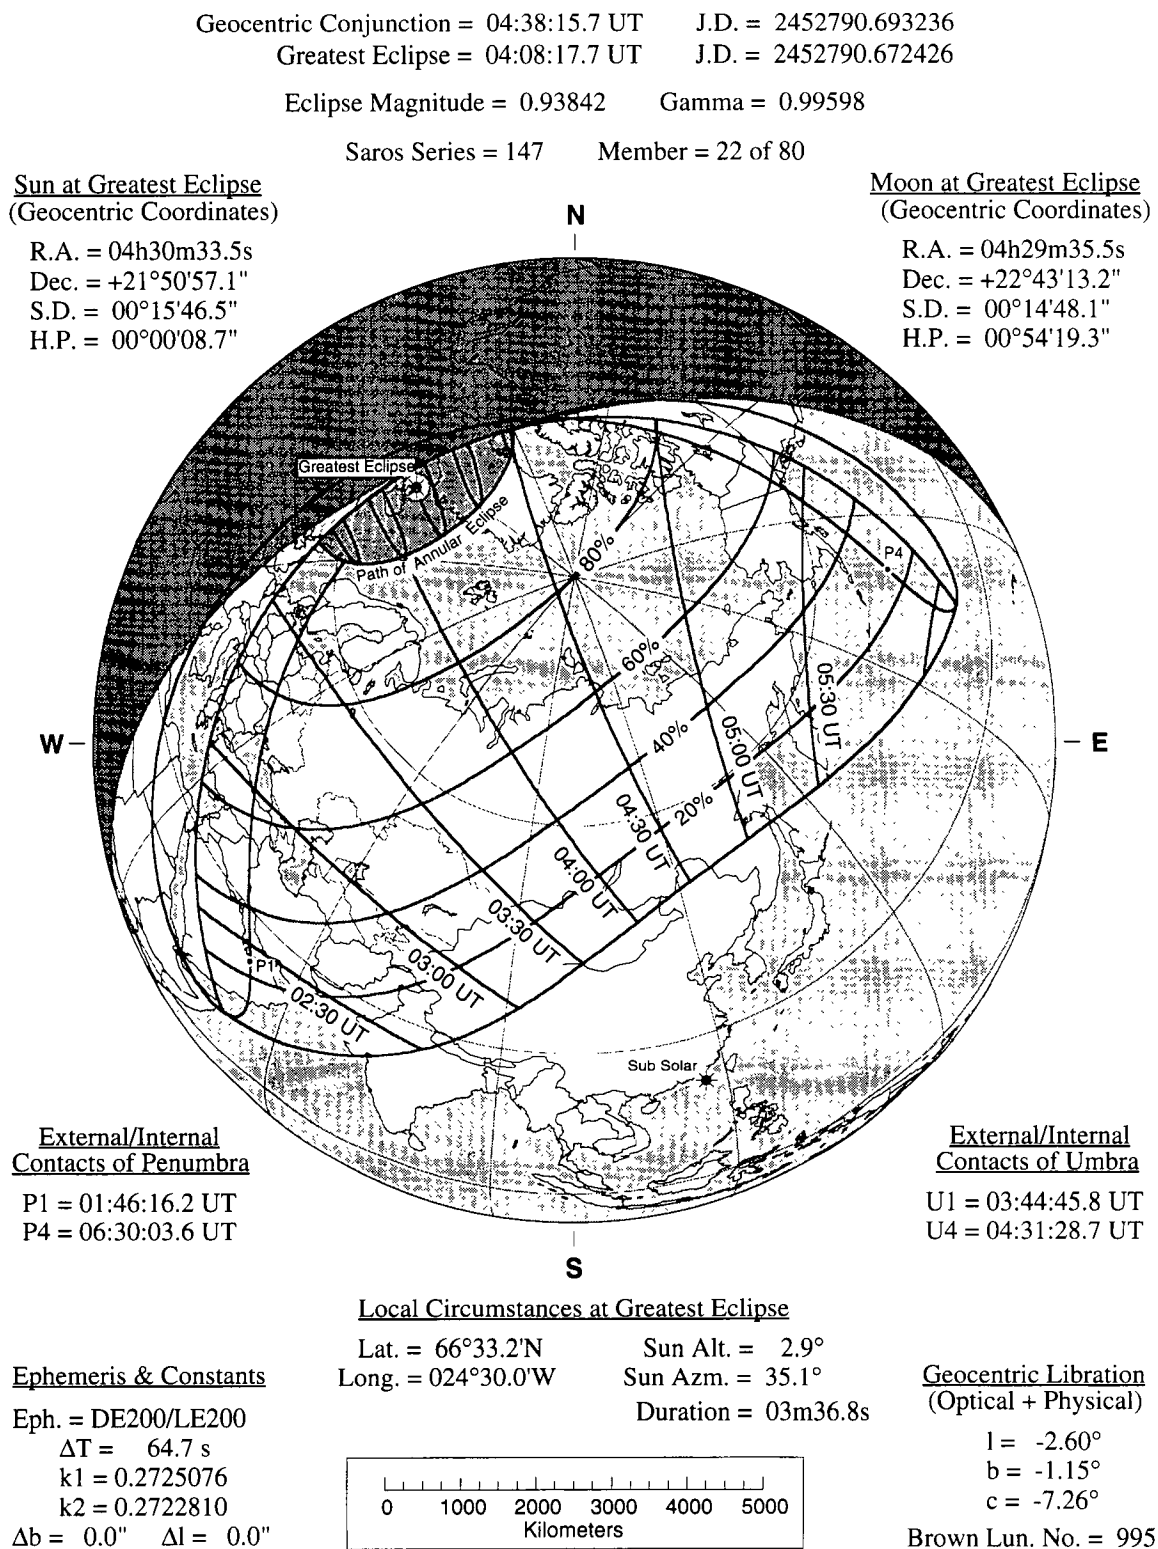 Geocentric Conjunction = 04:38:15.7 UT J.D. = 2452790.693236
Greatest Eclipse = 04:08:17.7 UT J.D. = 2452790.672426
Eclipse Magnitude = 0.93842 Gamma = 0.99598
Saros Series = 147 Member = 22 of 80
Sun at Greatest Eclipse
(Geocentric Coordinates)
R.A. = 04h30m33.5s
Dec. = +21°50'57.1"
S.D. = 00°15'46.5"
H.P. = 00°00'08.7"
Moon at Greatest Eclipse
(Geocentric Coordinates)
R.A. = 04h29m35.5s
Dec. = +22°43'13.2"
S.D. = 00°14'48.1"
H.P. = 00°54'19.3"
N
Greatest Eclipse
Path of Annular Eclipse
80%
P4
60%
W
E
40%
20%
05:30 UT
05:00 UT
04:30 UT
04:00 UT
03:30 UT
03:00 UT
02:30 UT
P1
Sub Solar
S
External/Internal
Contacts of Penumbra
P1 = 01:46:16.2 UT
P4 = 06:30:03.6 UT
External/Internal
Contacts of Umbra
U1 = 03:44:45.8 UT
U4 = 04:31:28.7 UT
Local Circumstances at Greatest Eclipse
Lat. = 66°33.2'N Sun Alt. = 2.9°
Long. = 024°30.0'W Sun Azm. = 35.1°
Duration = 03m36.8s
Ephemeris & Constants
Eph. = DE200/LE200
ΔT = 64.7 s
k1 = 0.2725076
k2 = 0.2722810
Δb = 0.0" Δl = 0.0"
0 1000 2000 3000 4000 5000
Kilometers
Geocentric Libration
(Optical + Physical)
l = -2.60°
b = -1.15°
c = -7.26°
Brown Lun. No. = 995